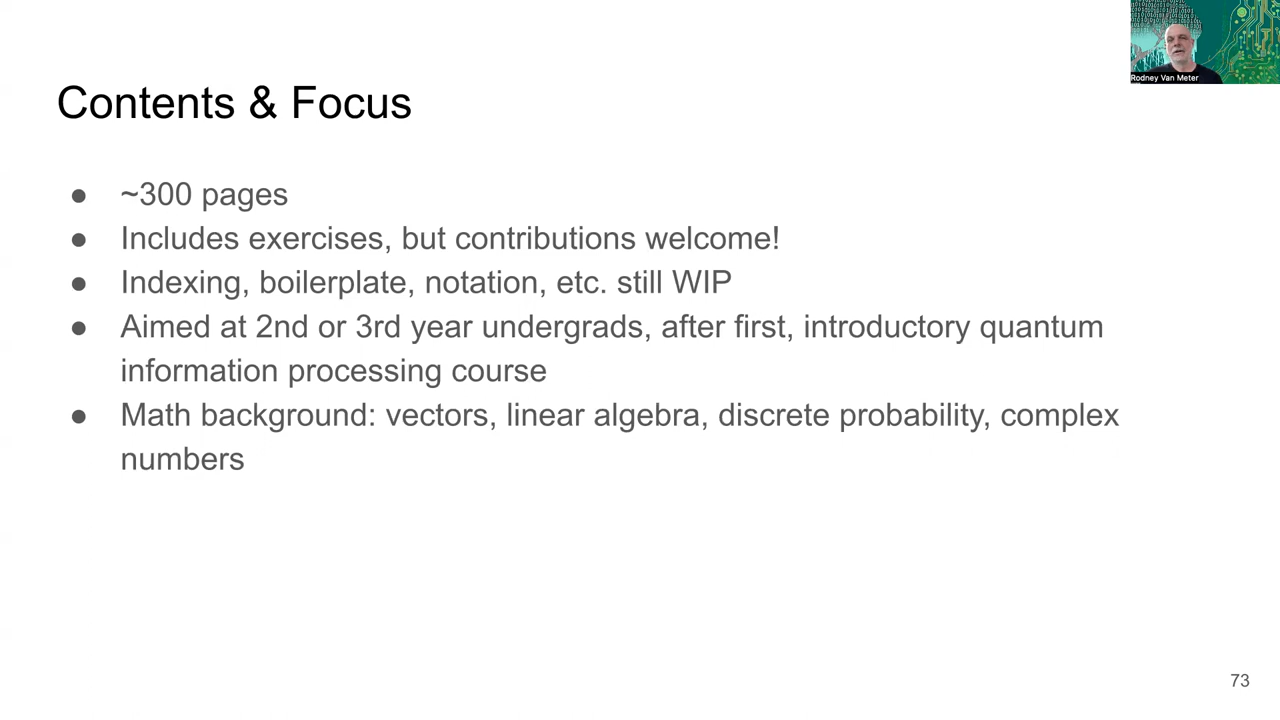 Rodney Van Meter
Contents & Focus
● ~300 pages
● Includes exercises, but contributions welcome!
● Indexing, boilerplate, notation, etc. still WIP
● Aimed at 2nd or 3rd year undergrads, after first, introductory quantum
information processing course
● Math background: vectors, linear algebra, discrete probability, complex
numbers
73